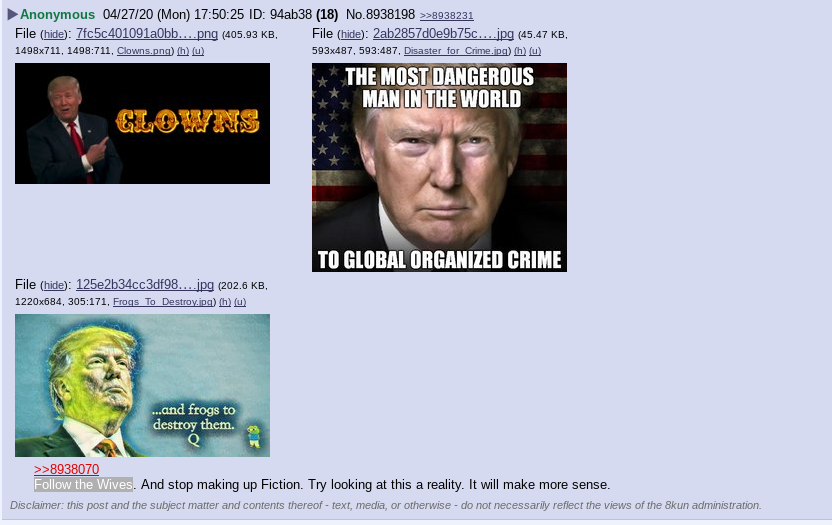 ▶Anonymous 04/27/20 (Mon) 17:50:25 ID: 94ab38 (18) No.8938198 >>8938231
File (hide): 7fc5c401091a0bb….png (405.93 KB, 1498x711, 1498:711, Clowns.png) (h) (u)
CLOWNS
File (hide): 2ab2857d0e9b75c….jpg (45.47 KB, 593x487, 593:487, Disaster_for_Crime.jpg) (h) (u)
THE MOST DANGEROUS
MAN IN THE WORLD
TO GLOBAL ORGANIZED CRIME
File (hide): 125e2b34cc3df98….jpg (202.6 KB, 1220x684, 305:171, Frogs_To_Destroy.jpg) (h) (u)
...and frogs to
destroy them.
Q
>>8938070
Follow the Wives. And stop making up Fiction. Try looking at this a reality. It will make more sense.
Disclaimer: this post and the subject matter and contents thereof - text, media, or otherwise - do not necessarily reflect the views of the 8kun administration.